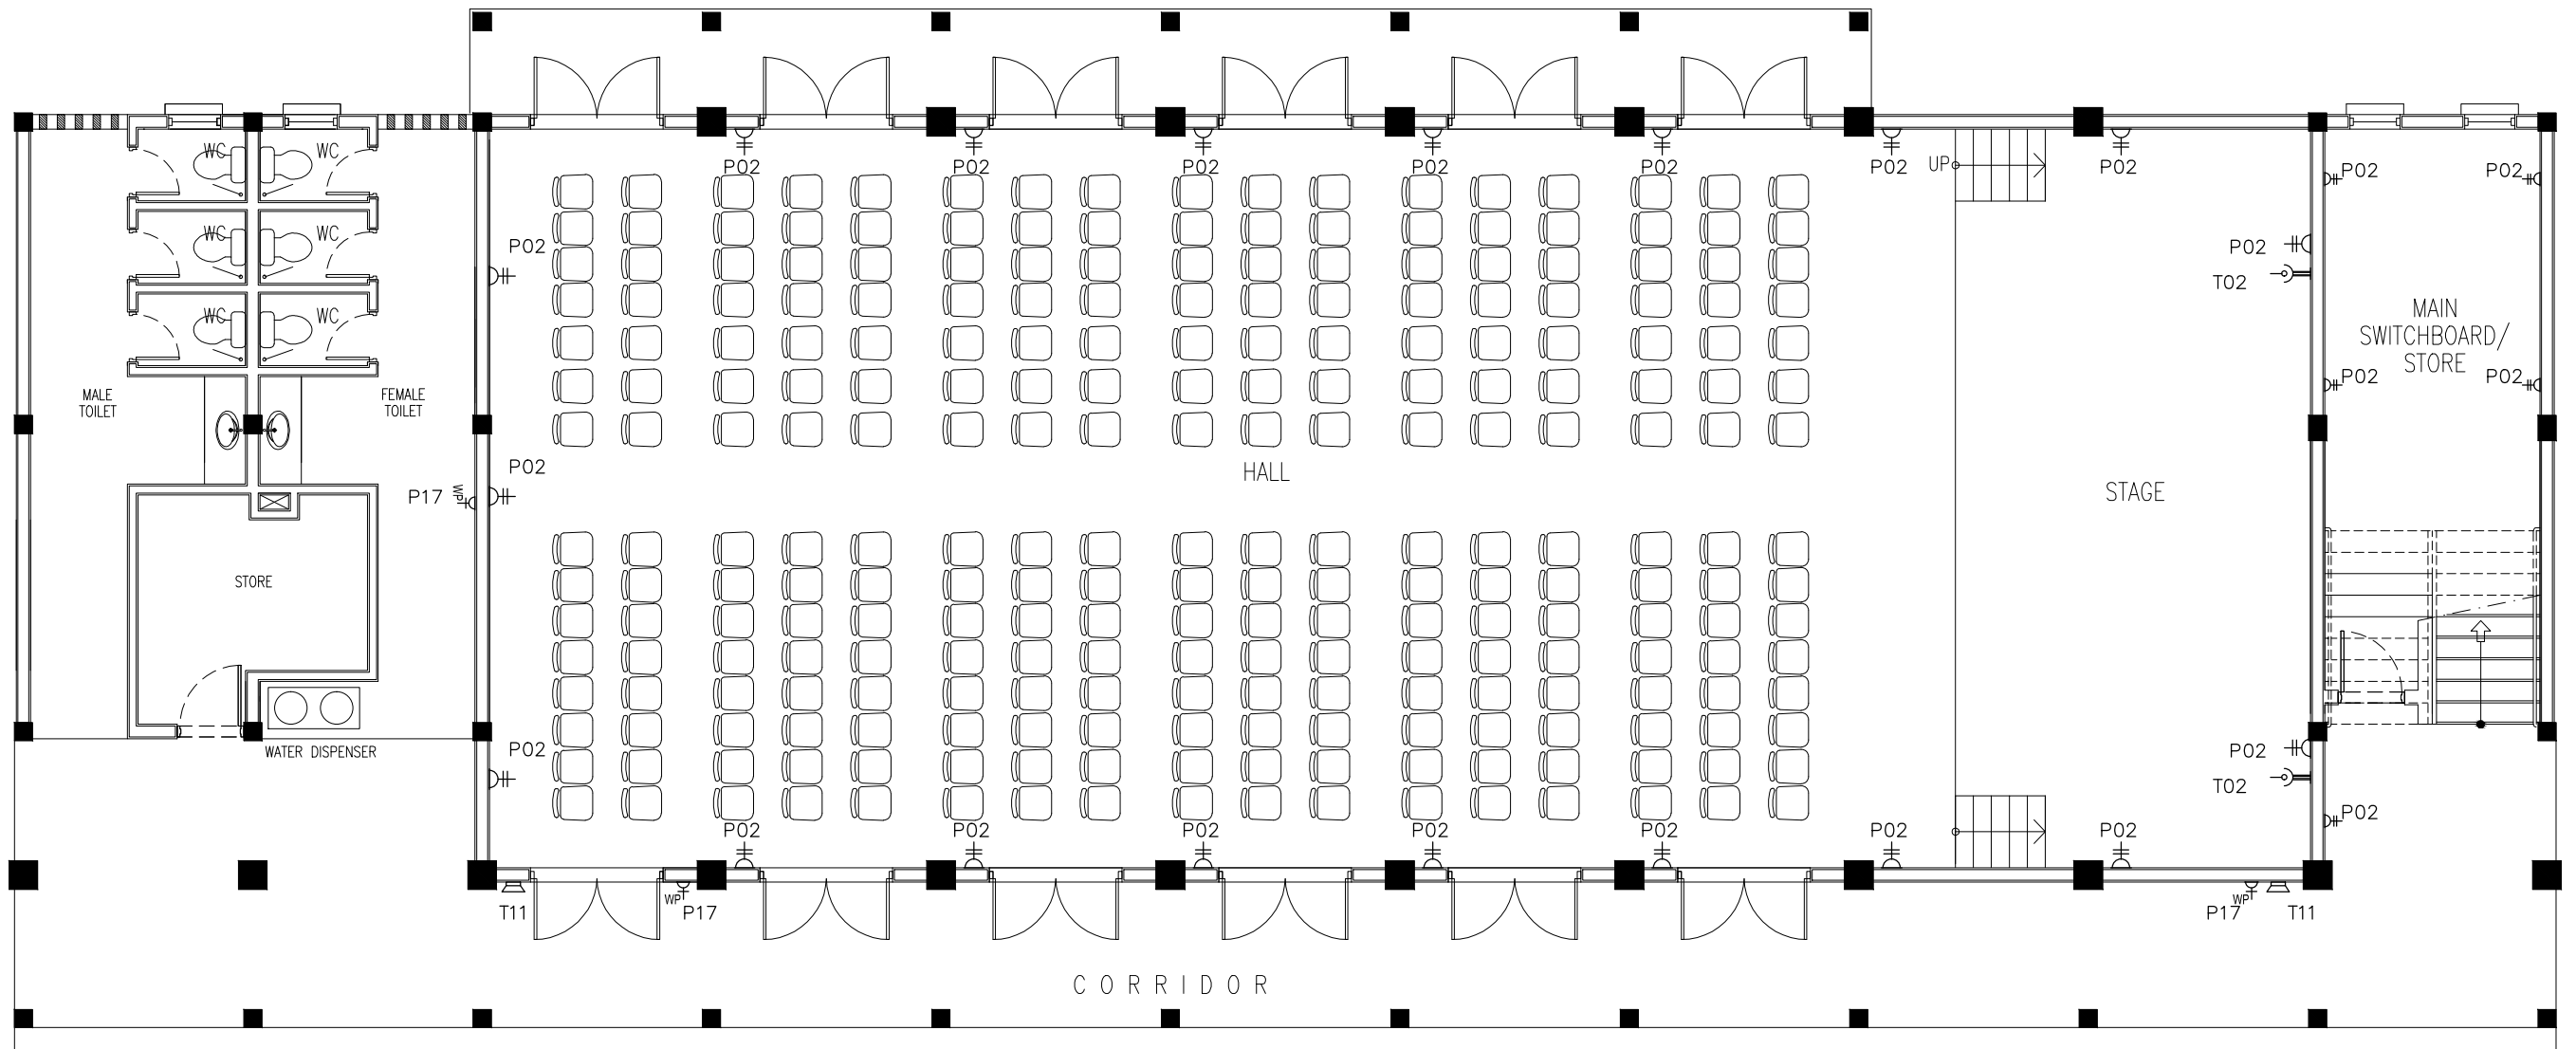 WC
WC
P02
P02
P02
P02
P02
P02
UP
P02
P02
P02
WC
WC
P02
P02
T02
WC
WC
MAIN
SWITCHBOARD/
STORE
P02
P02
MALE
TOILET
FEMALE
TOILET
P02
HALL
P17
WP
STAGE
STORE
WATER DISPENSER
P02
P02
T02
P02
P02
P02
P02
P02
P02
P02
P02
T11
WP
P17
P17
WP
T11
CORRIDOR